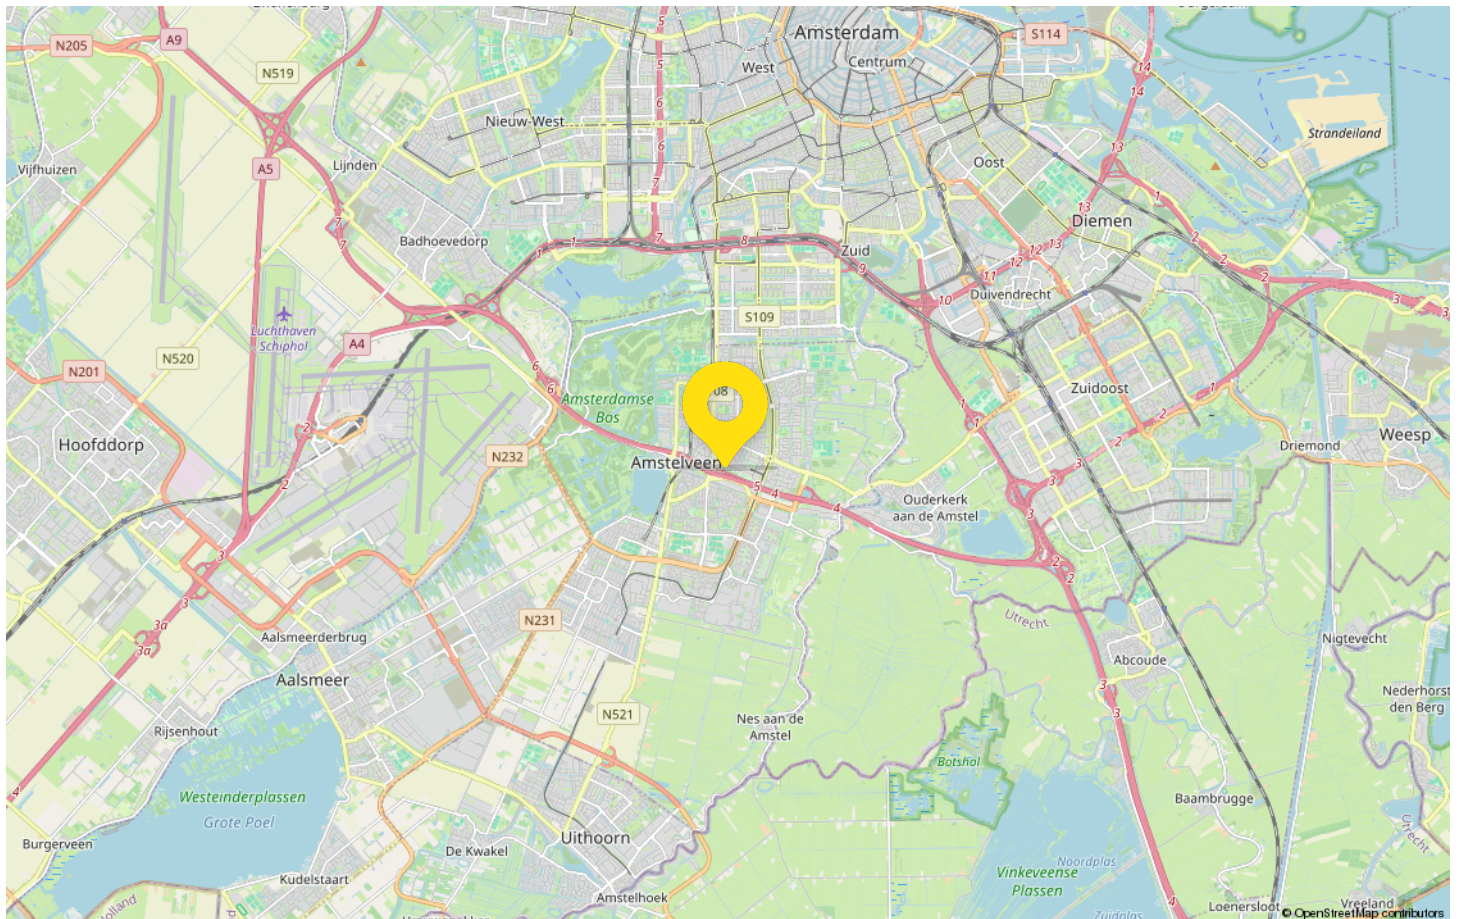 Amsterdam
N205
A9
S114
West
Centrum
N519
Nieuw-West
Strandeiland
Vijfhuizen
A5
Lijnden
Oost
Diemen
Badhoevedorp
Zuid
Duivendrecht
Luchthaven
Schiphol
S109
N520
A4
N201
Amsterdamse
Bos
08
Zuidoost
Hoofddorp
Weesp
Driemond
N232
Amstelveen
Ouderkerk
aan de Amstel
Utrecht
N231
Aalsmeerderbrug
Nigtevecht
Abcoude
Aalsmeer
Nederhorst
den Berg
N521
Nes aan de
Amstel
Rijsenhout
Botshol
Westeinderplassen
Grote Poel
Baambrugge
Uithoorn
Utrecht
Burgerveen
De Kwakel
Noordplas
Vinkeveense
Plassen
Kudelstaart
Amstelhoek
Loenersloot
Vreeland
Zuidplas
© OpenStreetMap contributors